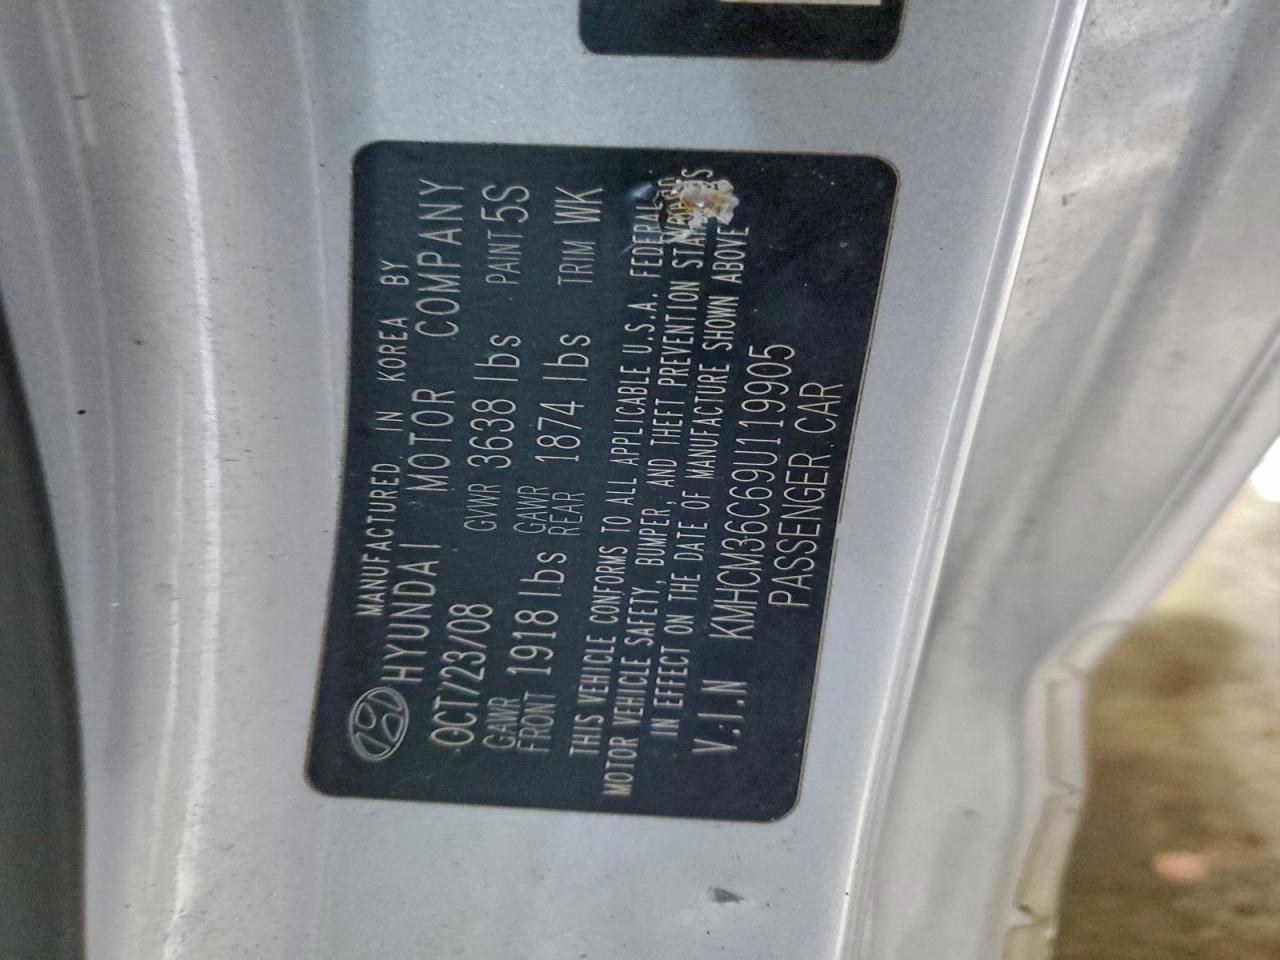 MANUFACTURED IN KOREA BY
HYUNDAI MOTOR COMPANY
OCT/23/08 GVWR 3638 lbs PAINT 5S
GAWR FRONT 1918 lbs GAWR REAR 1874 lbs TRIM WK
THIS VEHICLE CONFORMS TO ALL APPLICABLE U.S.A. FEDERAL
MOTOR VEHICLE SAFETY, BUMPER, AND THEFT PREVENTION STANDARDS
IN EFFECT ON THE DATE OF MANUFACTURE SHOWN ABOVE
V.I.N KMHCM36C69U119905
PASSENGER CAR